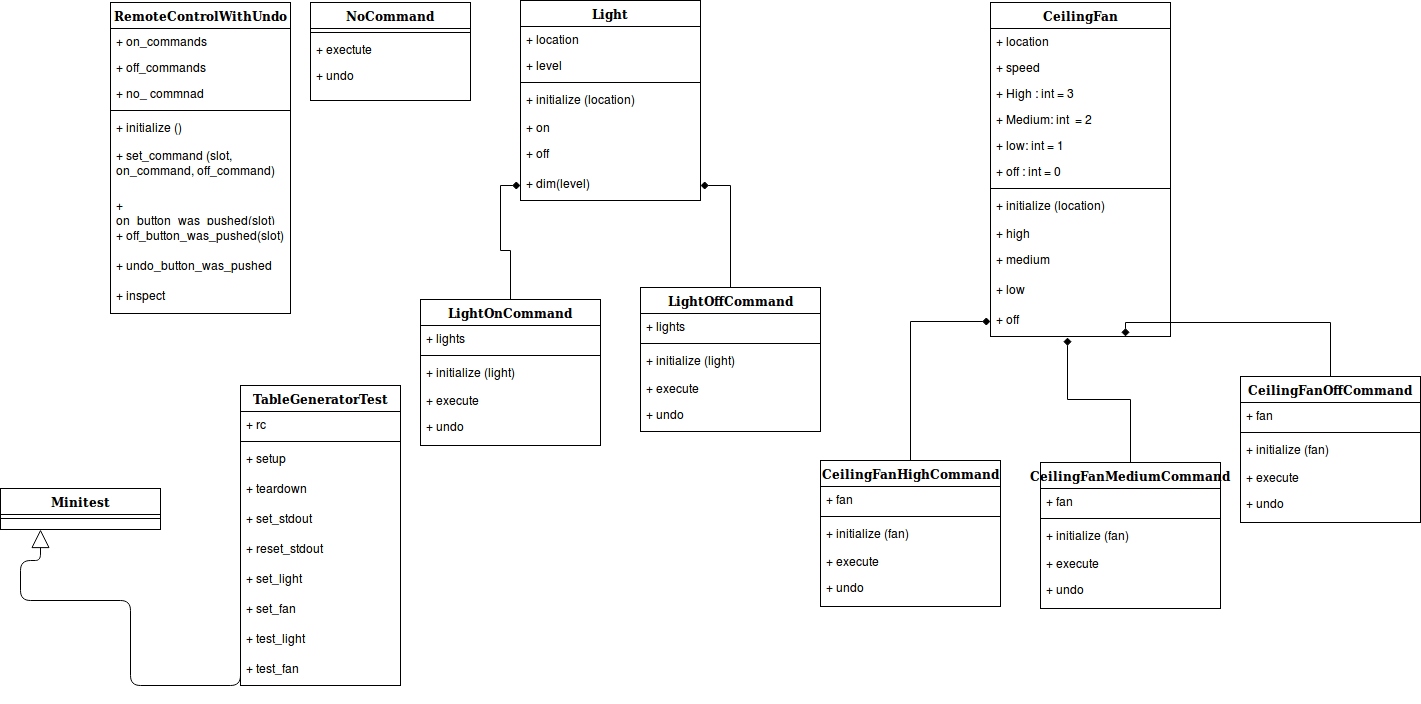 RemoteControlWithUndo
+ on_commands
+ off_commands
+ no_ commnad
+ initialize ()
+ set_command (slot,
on_command, off_command)
+
on_button_was_pushed(slot)
+ off_button_was_pushed(slot)
+ undo_button_was_pushed
+ inspect
NoCommand
+ exectute
+ undo
Light
+ location
+ level
+ initialize (location)
+ on
+ off
+ dim(level)
CeilingFan
+ location
+ speed
+ High : int = 3
+ Medium: int  = 2
+ low: int = 1
+ off : int = 0
+ initialize (location)
+ high
+ medium
+ low
+ off
LightOnCommand
+ lights
+ initialize (light)
+ execute
+ undo
LightOffCommand
+ lights
+ initialize (light)
+ execute
+ undo
TableGeneratorTest
+ rc
+ setup
+ teardown
+ set_stdout
+ reset_stdout
+ set_light
+ set_fan
+ test_light
+ test_fan
Minitest
CeilingFanHighCommand
+ fan
+ initialize (fan)
+ execute
+ undo
CeilingFanMediumCommand
+ fan
+ initialize (fan)
+ execute
+ undo
CeilingFanOffCommand
+ fan
+ initialize (fan)
+ execute
+ undo